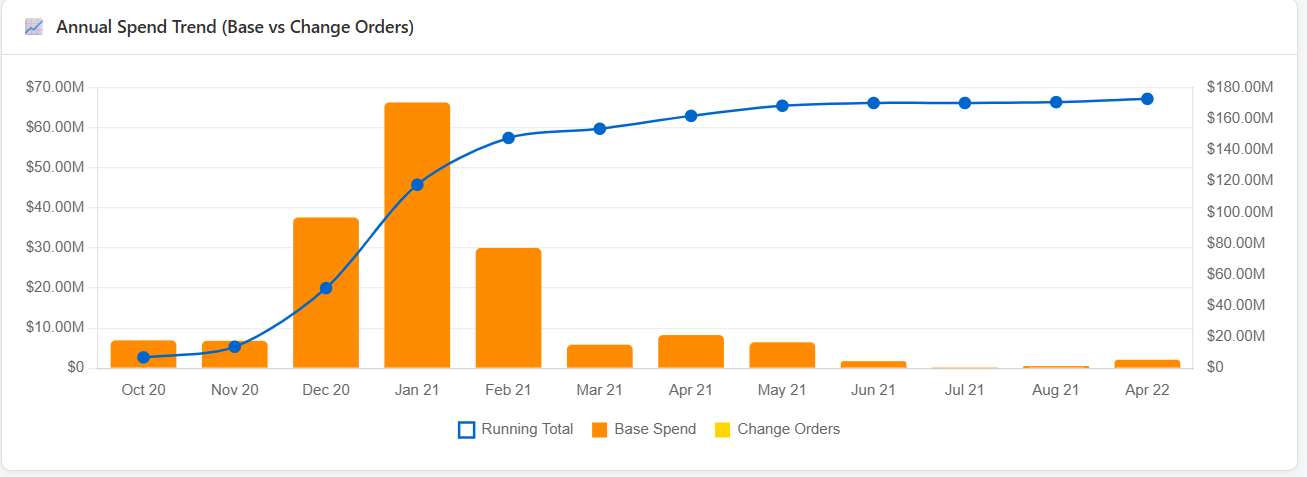 Annual Spend Trend (Base vs Change Orders)
$70.00M
$60.00M
$50.00M
$40.00M
$30.00M
$20.00M
$10.00M
$0
$180.00M
$160.00M
$140.00M
$120.00M
$100.00M
$80.00M
$60.00M
$40.00M
$20.00M
$0
Oct 20 Nov 20 Dec 20 Jan 21 Feb 21 Mar 21 Apr 21 May 21 Jun 21 Jul 21 Aug 21 Apr 22
Running Total Base Spend Change Orders